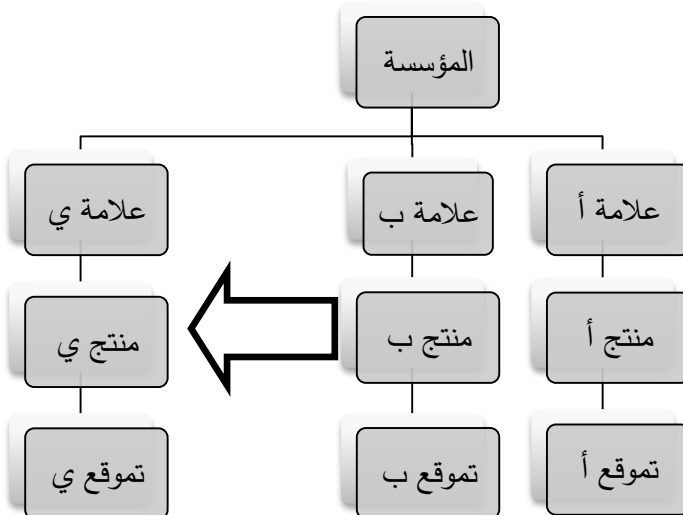 المؤسسة
علامة أ
علامة ب
علامة ي
منتج أ
منتج ب
منتج ي
تموقع أ
تموقع ب
تموقع ي